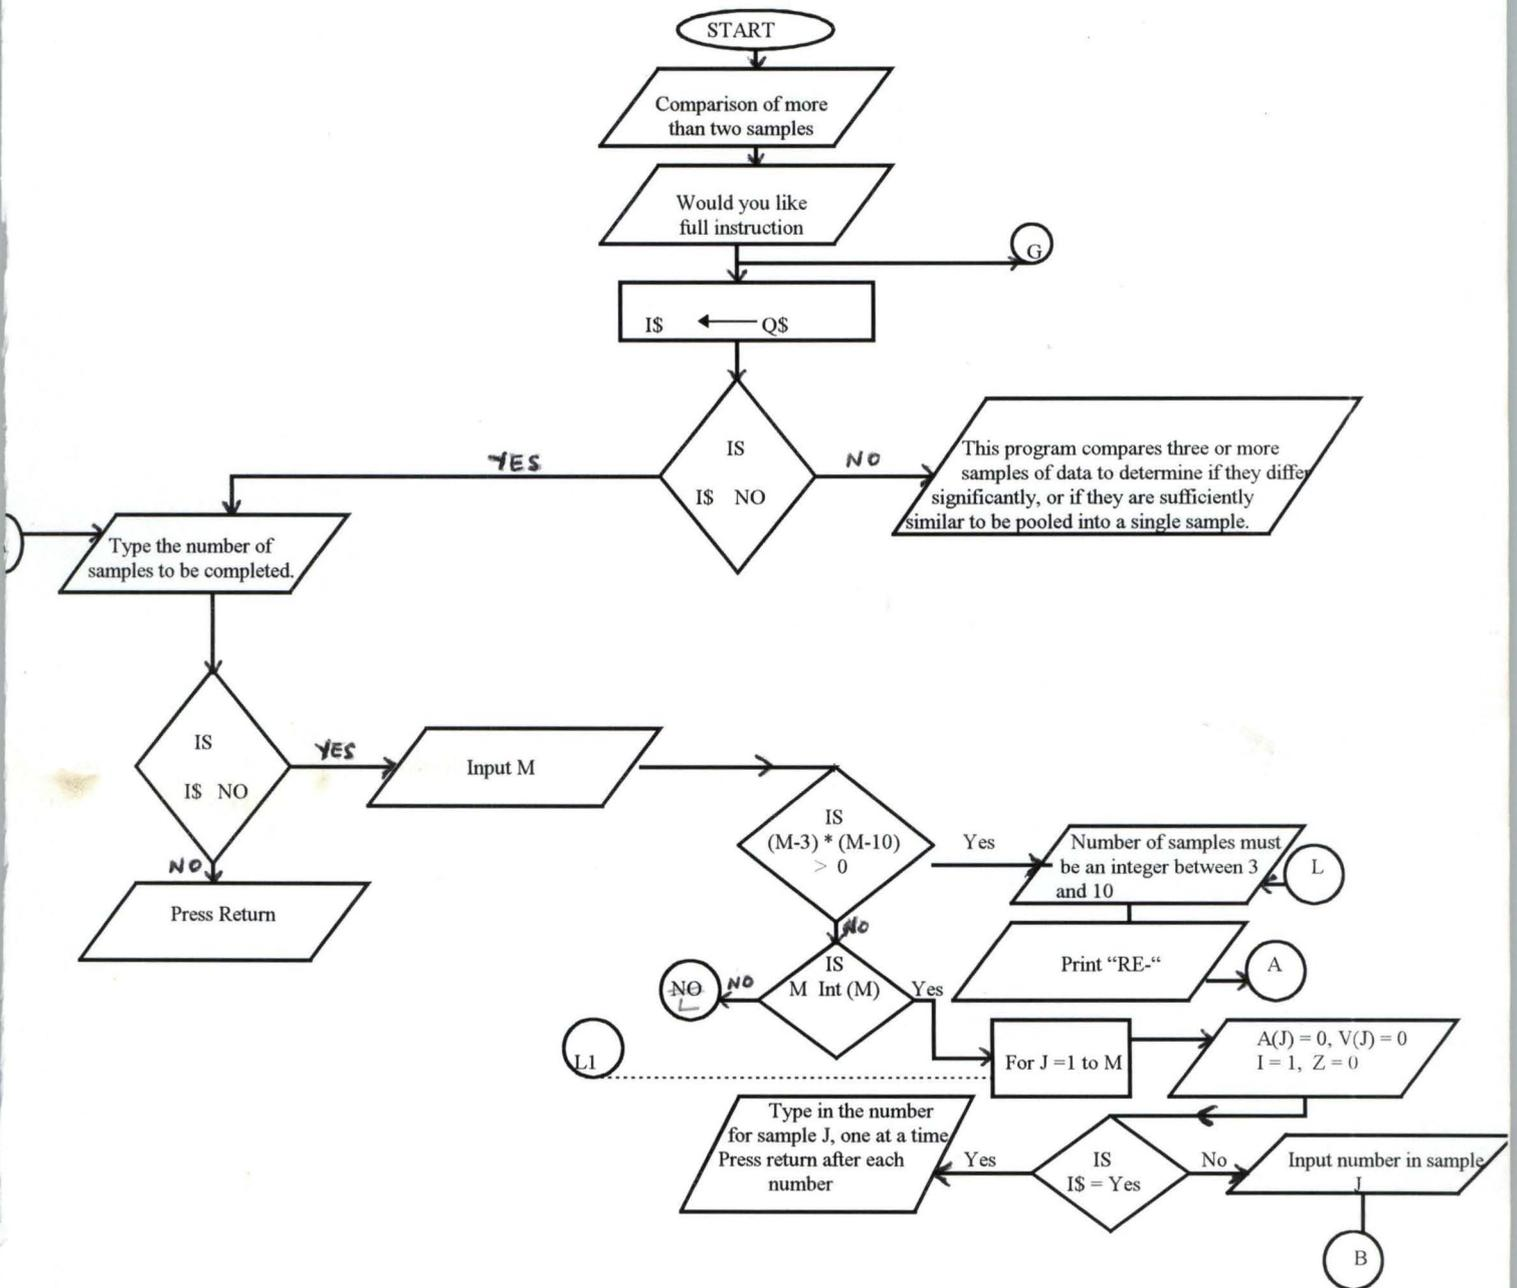 START
Comparison of more
than two samples
Would you like
full instruction
G
I$ Q$
IS
I$ NO
YES
NO
This program compares three or more
samples of data to determine if they differ
significantly, or if they are sufficiently
similar to be pooled into a single sample.
Type the number of
samples to be completed.
IS
I$ NO
YES
NO
Press Return
Input M
IS
(M-3) * (M-10)
> 0
Yes
NO
Number of samples must
be an integer between 3
and 10
L
Print “RE-“
A
IS
M Int (M)
NO
NO
L
Yes
L1
For J =1 to M
A(J) = 0, V(J) = 0
I = 1, Z = 0
Type in the number
for sample J, one at a time
Press return after each
number
Yes
IS
I$ = Yes
No
Input number in sample
J
B